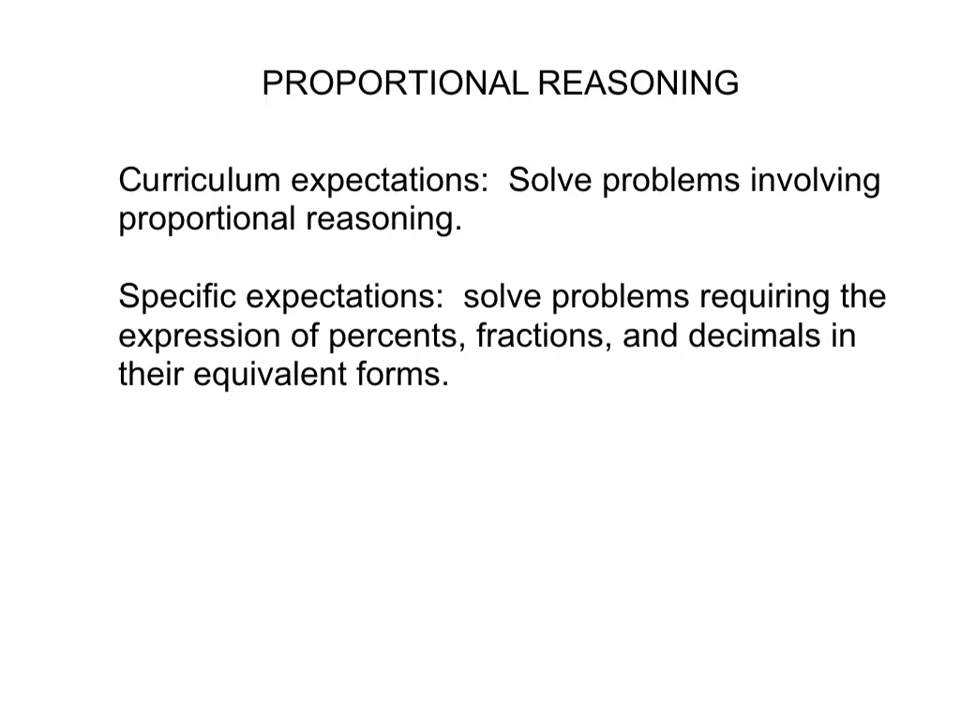 PROPORTIONAL REASONING
Curriculum expectations:  Solve problems involving
proportional reasoning.
Specific expectations:  solve problems requiring the
expression of percents, fractions, and decimals in
their equivalent forms.